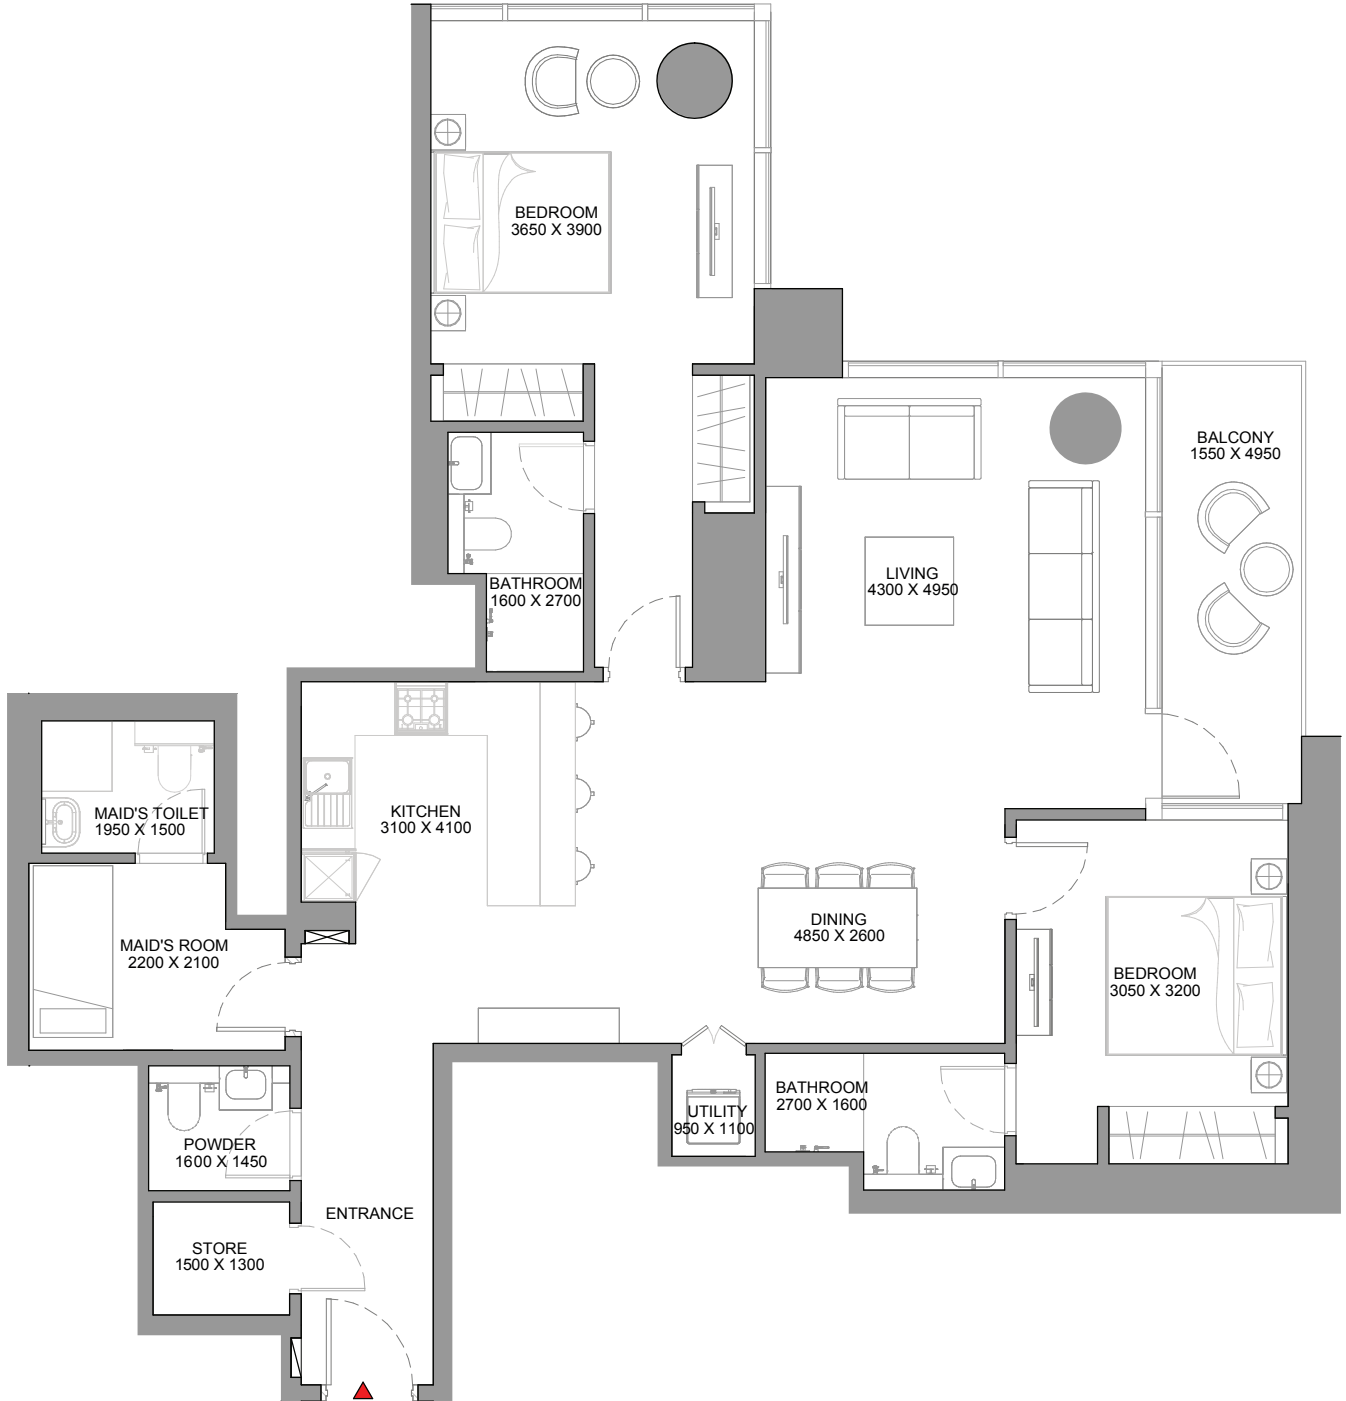 BEDROOM
3650 X 3900
BALCONY
1550 X 4950
LIVING
4300 X 4950
BATHROOM
1600 X 2700
MAID'S TOILET
1950 X 1500
KITCHEN
3100 X 4100
DINING
4850 X 2600
MAID'S ROOM
2200 X 2100
BEDROOM
3050 X 3200
BATHROOM
2700 X 1600
UTILITY
950 X 1100
POWDER
1600 X 1450
ENTRANCE
STORE
1500 X 1300